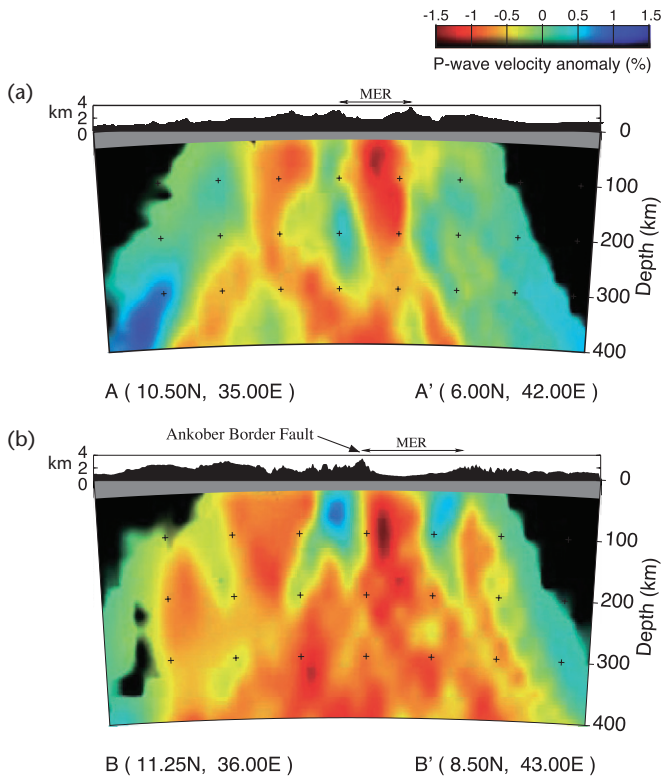 -1.5 -1 -0.5 0 0.5 1.5
P-wave velocity anomaly (%)
(a)
MER
km 4
2
0
0
100
200
300
400
Depth (km)
A ( 10.50N, 35.00E )
A' ( 6.00N, 42.00E )
(b)
Ankober Border Fault
MER
km 4
2
0
0
100
200
300
400
Depth (km)
B ( 11.25N, 36.00E )
B' ( 8.50N, 43.00E )